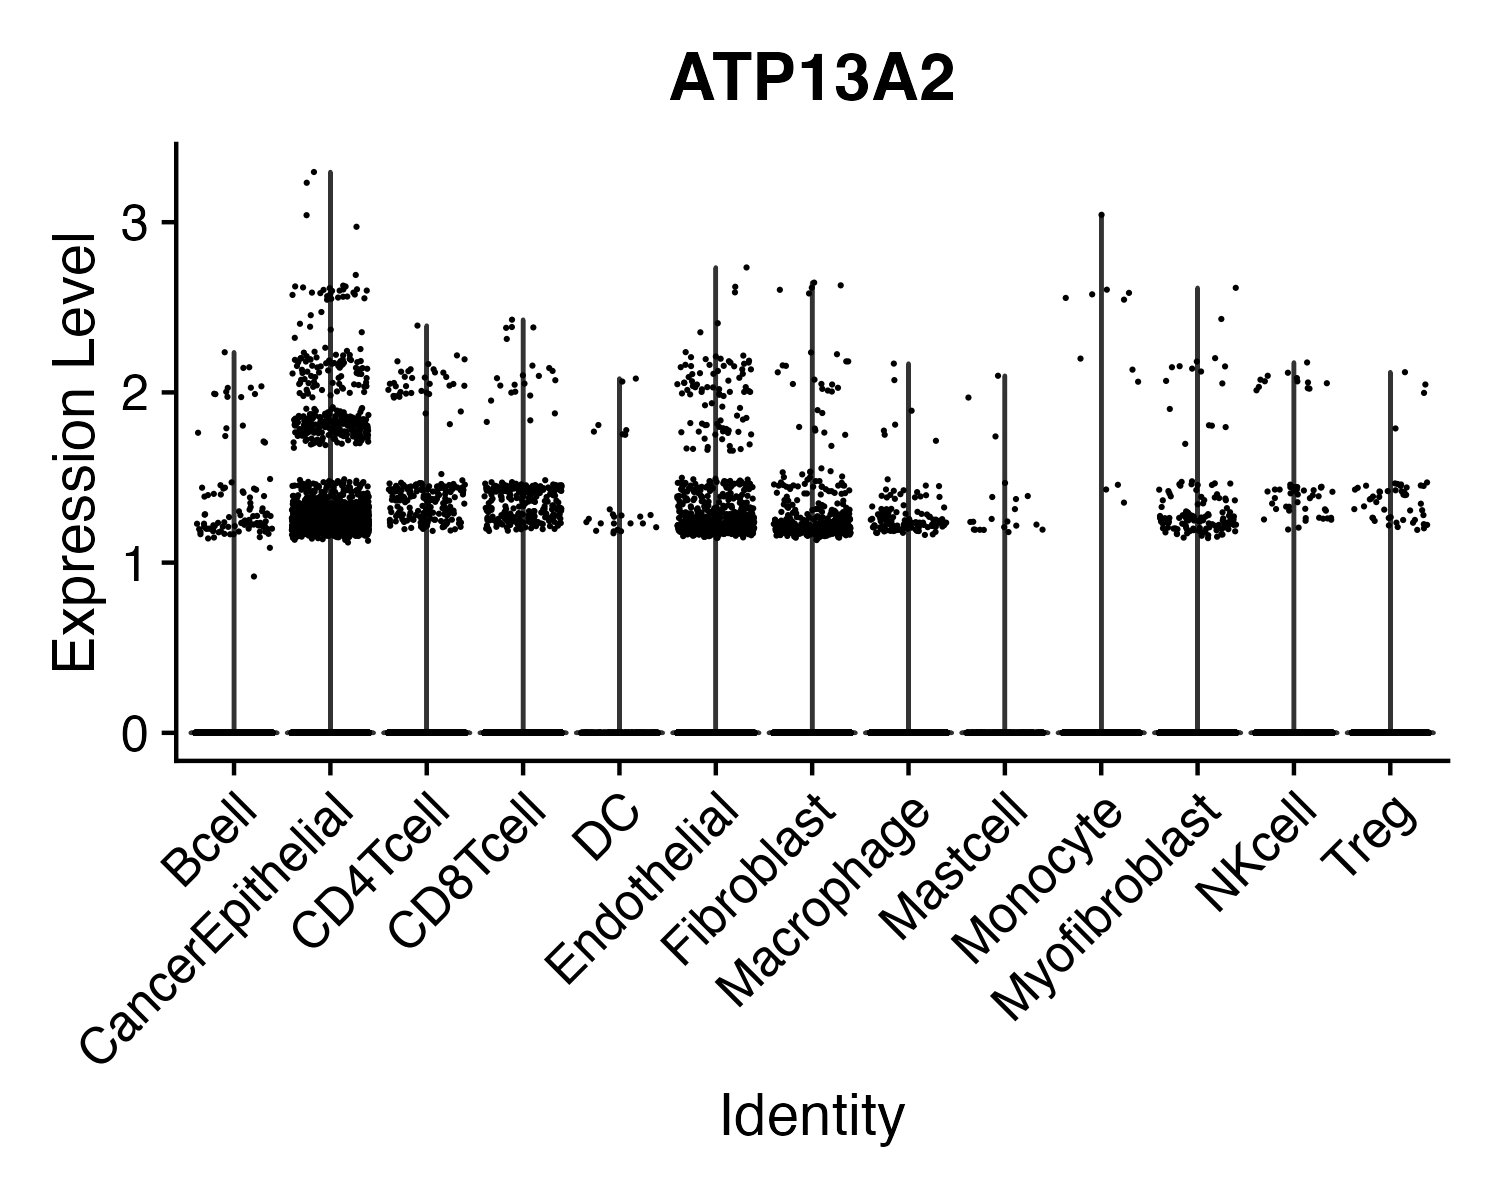 ATP13A2
Expression Level
3
2
1
0
Bcell
CancerEpithelial
CD4Tcell
CD8Tcell
DC
Endothelial
Fibroblast
Macrophage
Mastcell
Monocyte
Myofibroblast
NKcell
Treg
Identity